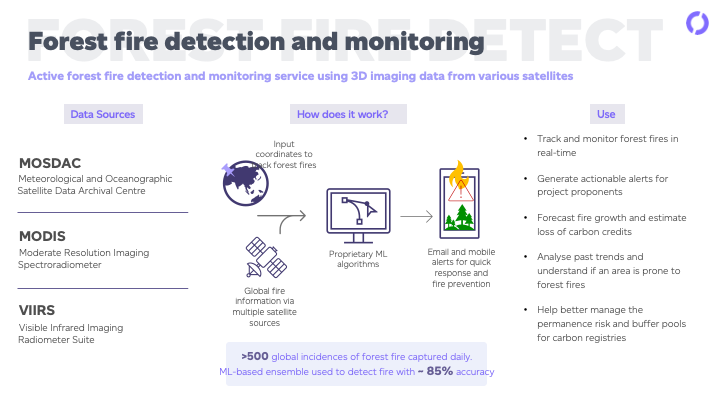 FOREST FIRE DETECT
Forest fire detection and monitoring
Active forest fire detection and monitoring service using 3D imaging data from various satellites
Data Sources
MOSDAC
Meteorological and Oceanographic
Satellite Data Archival Centre
MODIS
Moderate Resolution Imaging
Spectroradiometer
VIIRS
Visible Infrared Imaging
Radiometer Suite
How does it work?
Input
coordinates to
track forest fires
Global fire
information via
multiple satellite
sources
Proprietary ML
algorithms
Email and mobile
alerts for quick
response and
fire prevention
>500 global incidences of forest fire captured daily.
ML-based ensemble used to detect fire with ~ 85% accuracy
Use
• Track and monitor forest fires in
real-time
• Generate actionable alerts for
project proponents
• Forecast fire growth and estimate
loss of carbon credits
• Analyse past trends and
understand if an area is prone to
forest fires
• Help better manage the
permanence risk and buffer pools
for carbon registries